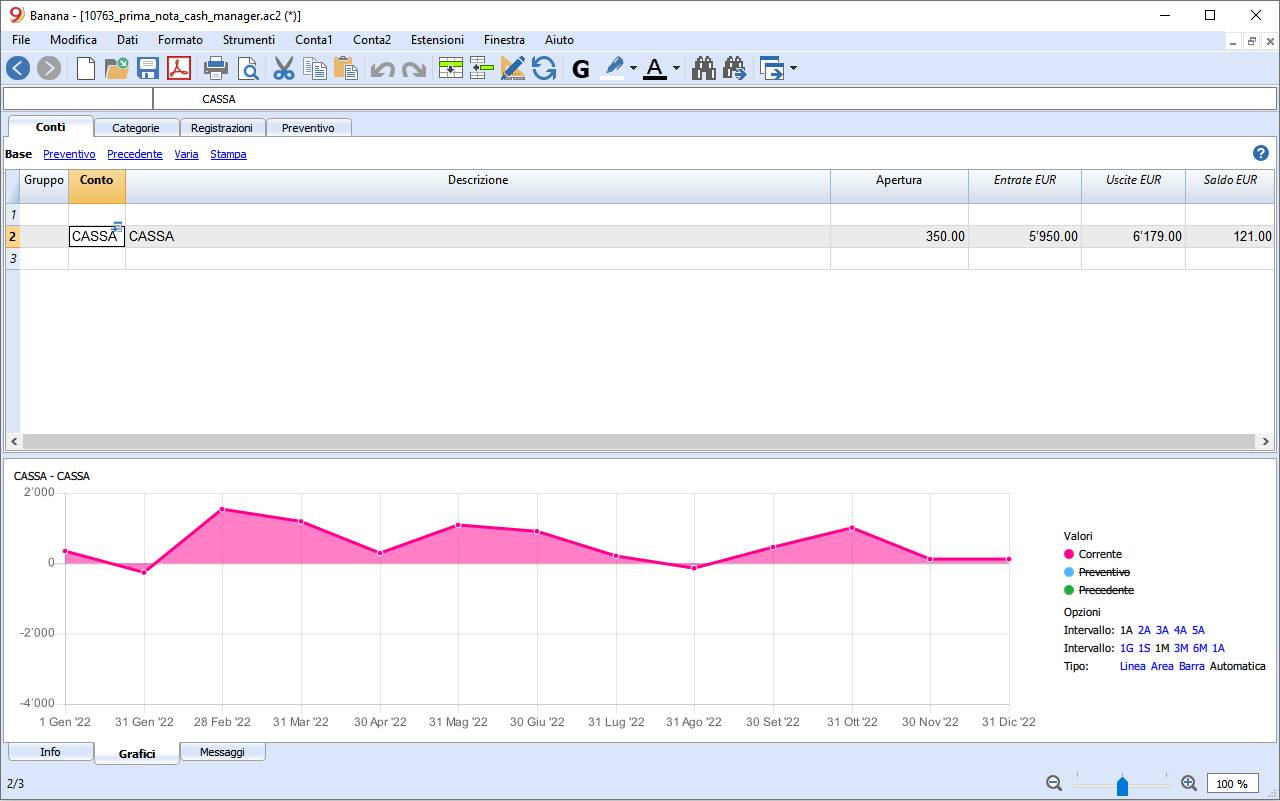 Banana - [10763_prima_nota_cash_manager.ac2 (*)]
File Modifica Dati Formato Strumenti Conta1 Conta2 Estensioni Finestra Aiuto
G A
CASSA
Conti Categorie Registrazioni Preventivo
Base Preventivo Precedente Varia Stampa ?
Gruppo Conto Descrizione Apertura Entrate EUR Uscite EUR Saldo EUR
1
2 CASSA CASSA 350.00 5'950.00 6'179.00 121.00
3
CASSA - CASSA
2'000
0
-2'000
-4'000
1 Gen '22 31 Gen '22 28 Feb '22 31 Mar '22 30 Apr '22 31 Mag '22 30 Giu '22 31 Lug '22 31 Ago '22 30 Set '22 31 Ott '22 30 Nov '22 31 Dic '22
Valori
Corrente
Preventivo
Precedente
Opzioni
Intervallo: 1A 2A 3A 4A 5A
Intervallo: 1G 1S 1M 3M 6M 1A
Tipo: Linea Area Barra Automatica
Info Grafici Messaggi
2/3
100 %